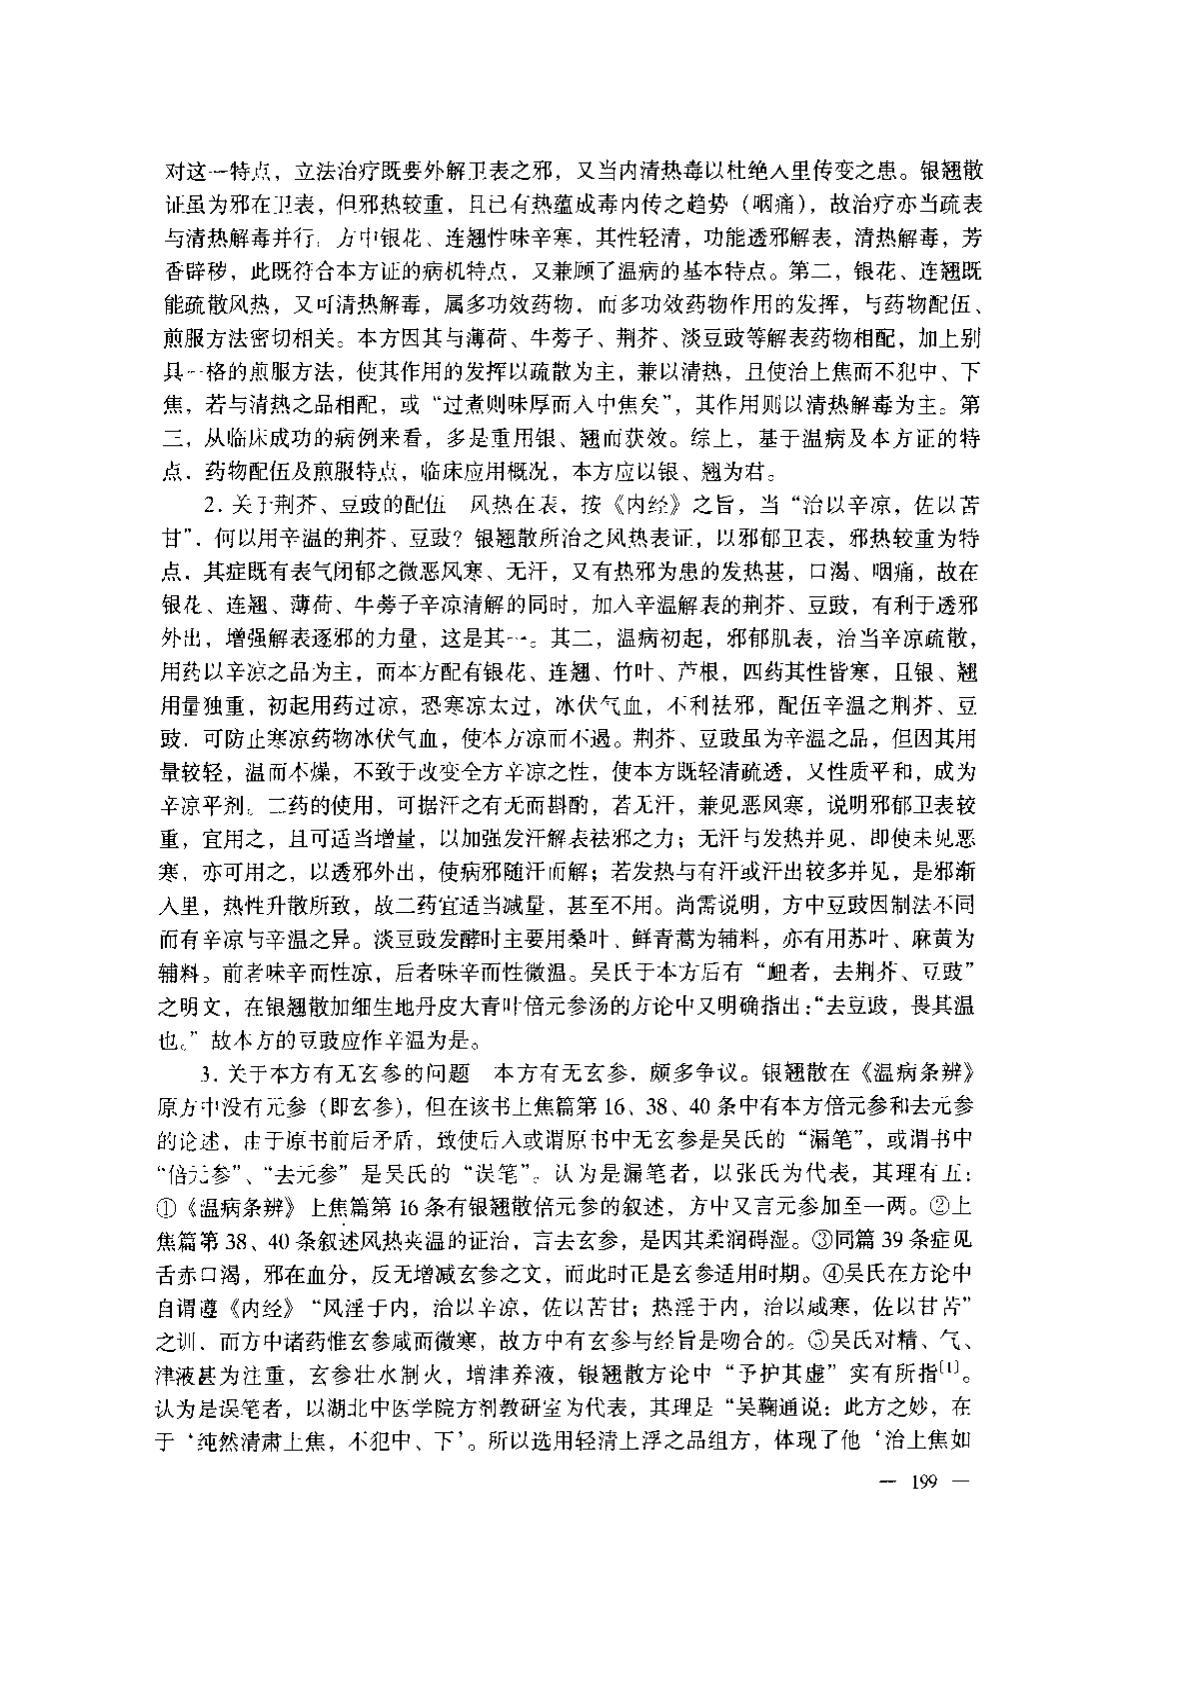 对这一特点，立法治疗既要外解卫表之邪，又当内清热毒以杜绝入里传变之患。银翘散
证虽为邪在卫表，但邪热较重，且已有热蕴成毒内传之趋势（咽痛），故治疗亦当疏表
与清热解毒并行。方中银花、连翘性味辛寒，其性轻清，功能透邪解表，清热解毒，芳
香辟秽，此既符合本方证的病机特点，又兼顾了温病的基本特点。第二，银花、连翘既
能疏散风热，又可清热解毒，属多功效药物，而多功效药物作用的发挥，与药物配伍、
煎服方法密切相关。本方因其与薄荷、牛蒡子、荆芥、淡豆豉等解表药物相配，加上别
具一格的煎服方法，使其作用的发挥以疏散为主，兼以清热，且使治上焦而不犯中、下
焦，若与清热之品相配，或“过煮则味厚而入中焦矣”，其作用则以清热解毒为主。第
三，从临床成功的病例来看，多是重用银、翘而获效。综上，基于温病及本方证的特
点，药物配伍及煎服特点，临床应用概况，本方应以银、翘为君。
2. 关于荆芥、豆豉的配伍　风热在表，按《内经》之旨，当“治以辛凉，佐以苦
甘”，何以用辛温的荆芥、豆豉？银翘散所治之风热表证，以邪郁卫表，邪热较重为特
点，其症既有表气闭郁之微恶风寒、无汗，又有热邪为患的发热甚，口渴、咽痛，故在
银花、连翘、薄荷、牛蒡子辛凉清解的同时，加入辛温解表的荆芥、豆豉，有利于透邪
外出，增强解表逐邪的力量，这是其一。其二，温病初起，邪郁肌表，治当辛凉疏散，
用药以辛凉之品为主，而本方配有银花、连翘、竹叶、芦根，四药其性皆寒，且银、翘
用量独重，初起用药过凉，恐寒凉太过，冰伏气血，不利祛邪，配伍辛温之荆芥、豆
豉，可防止寒凉药物冰伏气血，使本方凉而不遏。荆芥、豆豉虽为辛温之品，但因其用
量较轻，温而不燥，不致于改变全方辛凉之性，使本方既轻清疏透，又性质平和，成为
辛凉平剂。二药的使用，可据汗之有无而斟酌，若无汗，兼见恶风寒，说明邪郁卫表较
重，宜用之，且可适当增量，以加强发汗解表祛邪之力；无汗与发热并见，即使未见恶
寒，亦可用之，以透邪外出，使病邪随汗而解；若发热与有汗或汗出较多并见，是邪渐
入里，热性升散所致，故二药宜适当减量，甚至不用。尚需说明，方中豆豉因制法不同
而有辛凉与辛温之异。淡豆豉发酵时主要用桑叶、鲜青蒿为辅料，亦有用苏叶、麻黄为
辅料。前者味辛而性凉，后者味辛而性微温。吴氏于本方后有“衄者，去荆芥、豆豉”
之明文，在银翘散加细生地丹皮大青叶倍元参汤的方论中又明确指出：“去豆豉，畏其温
也。”故本方的豆豉应作辛温为是。
3. 关于本方有无玄参的问题　本方有无玄参，颇多争议。银翘散在《温病条辨》
原方中没有元参（即玄参），但在该书上焦篇第 16、38、40 条中有本方倍元参和去元参
的论述，由于原书前后矛盾，致使后人或谓原书中无玄参是吴氏的“漏笔”，或谓书中
“倍元参”、“去元参”是吴氏的“误笔”。认为是漏笔者，以张氏为代表，其理有五：
①《温病条辨》上焦篇第 16 条有银翘散倍元参的叙述，方中又言元参加至一两。②上
焦篇第 38、40 条叙述风热夹温的证治，言去玄参，是因其柔润碍湿。③同篇 39 条症见
舌赤口渴，邪在血分，反无增减玄参之文，而此时正是玄参适用时期。④吴氏在方论中
自谓遵《内经》“风淫于内，治以辛凉，佐以苦甘；热淫于内，治以咸寒，佐以甘苦”
之训，而方中诸药惟玄参咸而微寒，故方中有玄参与经旨是吻合的。⑤吴氏对精、气、
津液甚为注重，玄参壮水制火，增津养液，银翘散方论中“予护其虚”实有所指[1]。
认为是误笔者，以湖北中医学院方剂教研室为代表，其理是“吴鞠通说：此方之妙，在
于‘纯然清肃上焦，不犯中、下’。所以选用轻清上浮之品组方，体现了他‘治上焦如
— 199 —